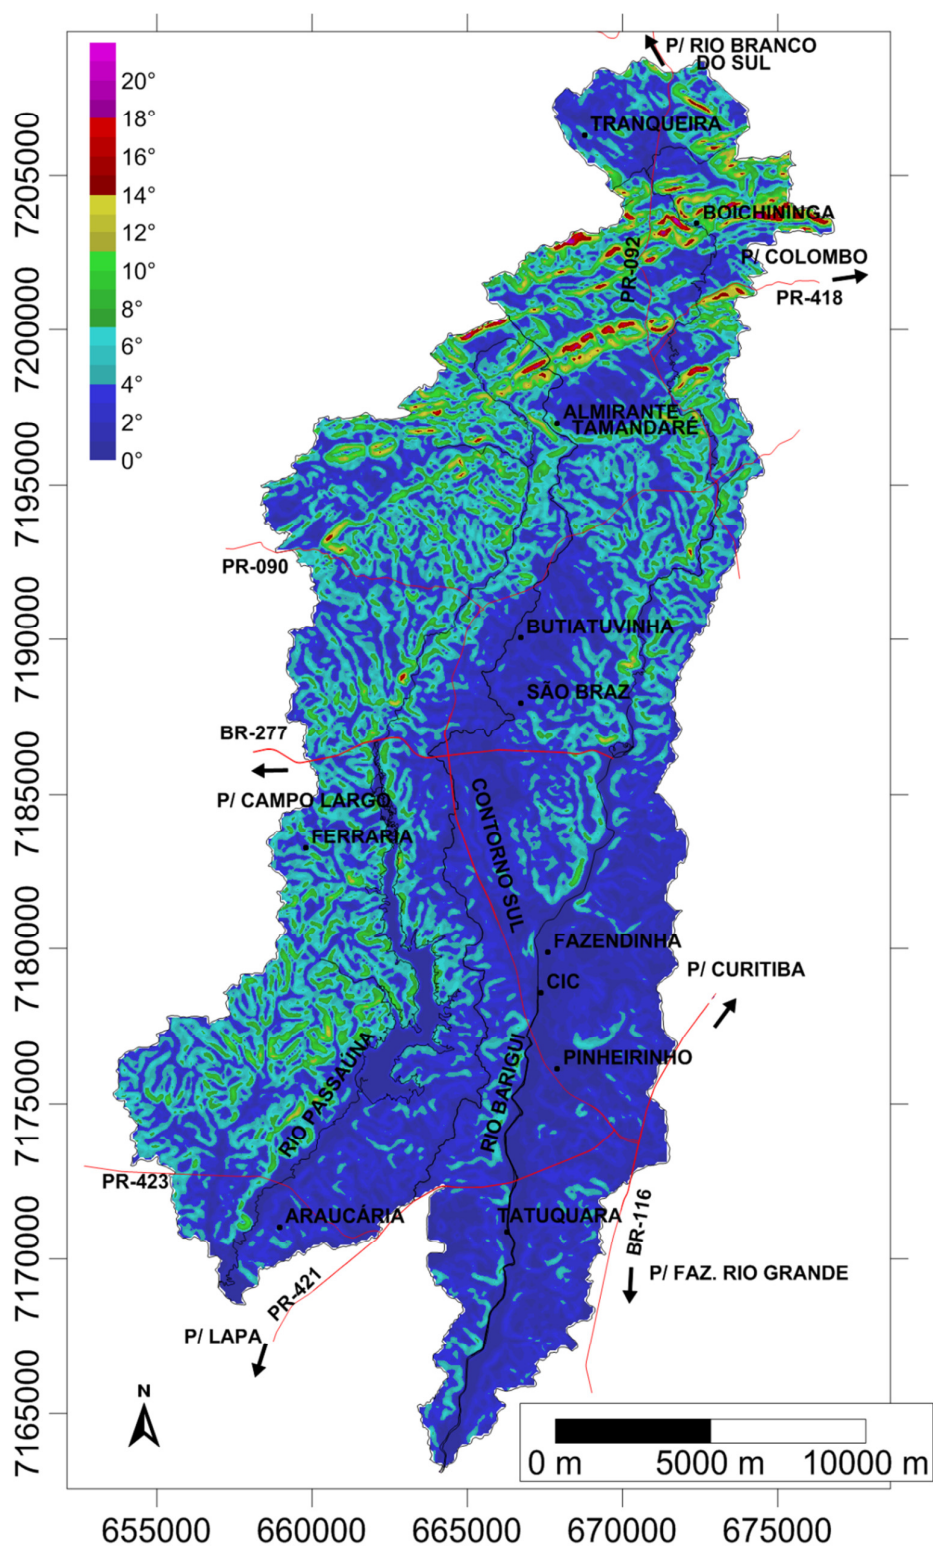 P/ RIO BRANCO
DO SUL
20°
18°
16°
14°
12°
10°
8°
6°
4°
2°
0°
TRANQUEIRA
BOICHININGA
P/ COLOMBO
PR-092
PR-418
ALMIRANTE
TAMANDARÉ
PR-090
BUTIATUVINHA
SÃO BRAZ
BR-277
P/ CAMPO LARGO
CONTORNO SUL
FERRARIA
FAZENDINHA
P/ CURITIBA
CIC
PINHEIRINHO
RIO PASSAÚNA
RIO BARIGUI
PR-423
ARAUCÁRIA
TATUQUARA
BR-116
P/ FAZ. RIO GRANDE
PR-421
P/ LAPA
N
0 m 5000 m 10000 m
7205000
7200000
7195000
7190000
7185000
7180000
7175000
7170000
7165000
655000 660000 665000 670000 675000